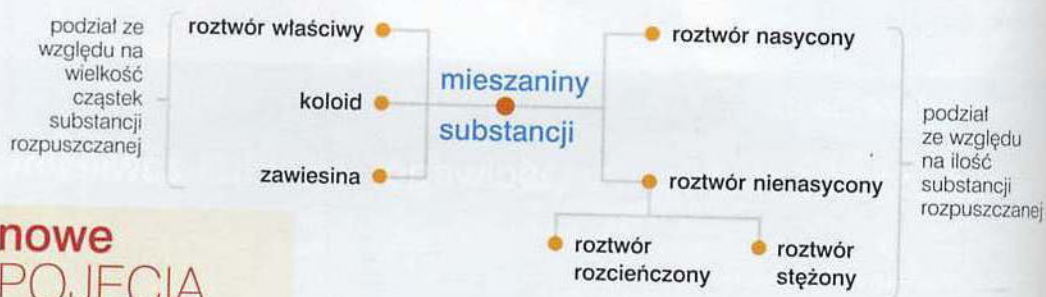 podział ze
względu na
wielkość
cząstek
substancji
rozpuszczanej
roztwór właściwy
koloid
zawiesina
mieszaniny
substancji
roztwór nasycony
roztwór nienasycony
roztwór
rozcieńczony
roztwór
stężony
podział
ze względu
na ilość
substancji
rozpuszczanej
nowe
POJĘCIA